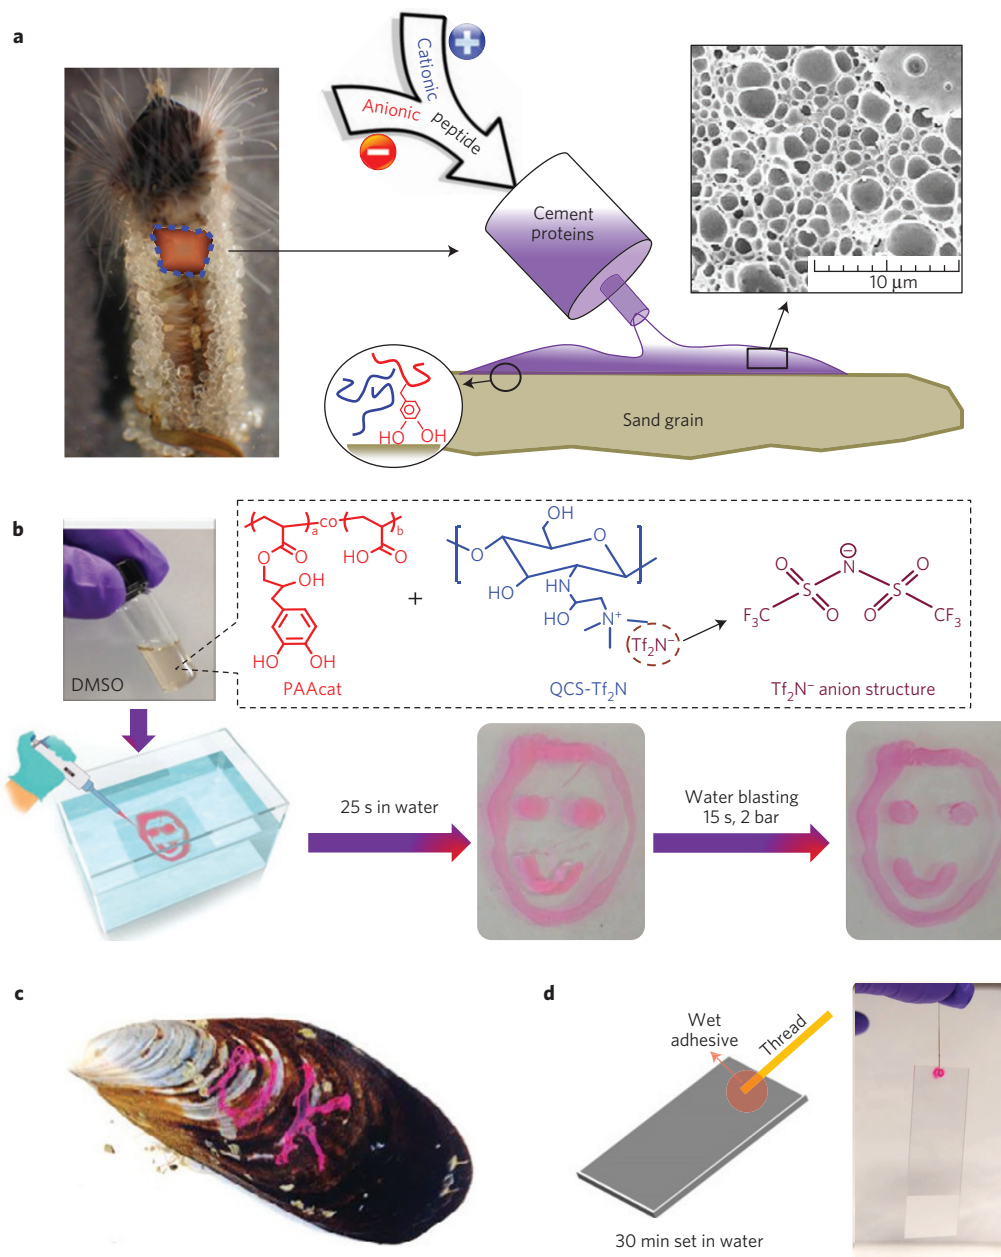 a
Cationic
Anionic
peptide
Cement
proteins
10 μm
HO
OH
Sand grain
b
DMSO
a
co
b
O
O
HO
O
OH
HO
OH
PAAcat
+
OH
O
O
HO
HN
HO
N⁺
Tf₂N⁻
QCS-Tf₂N
O
O
N
S
S
O
O
F₃C
CF₃
Tf₂N⁻ anion structure
25 s in water
Water blasting
15 s, 2 bar
c
d
Wet
adhesive
Thread
30 min set in water